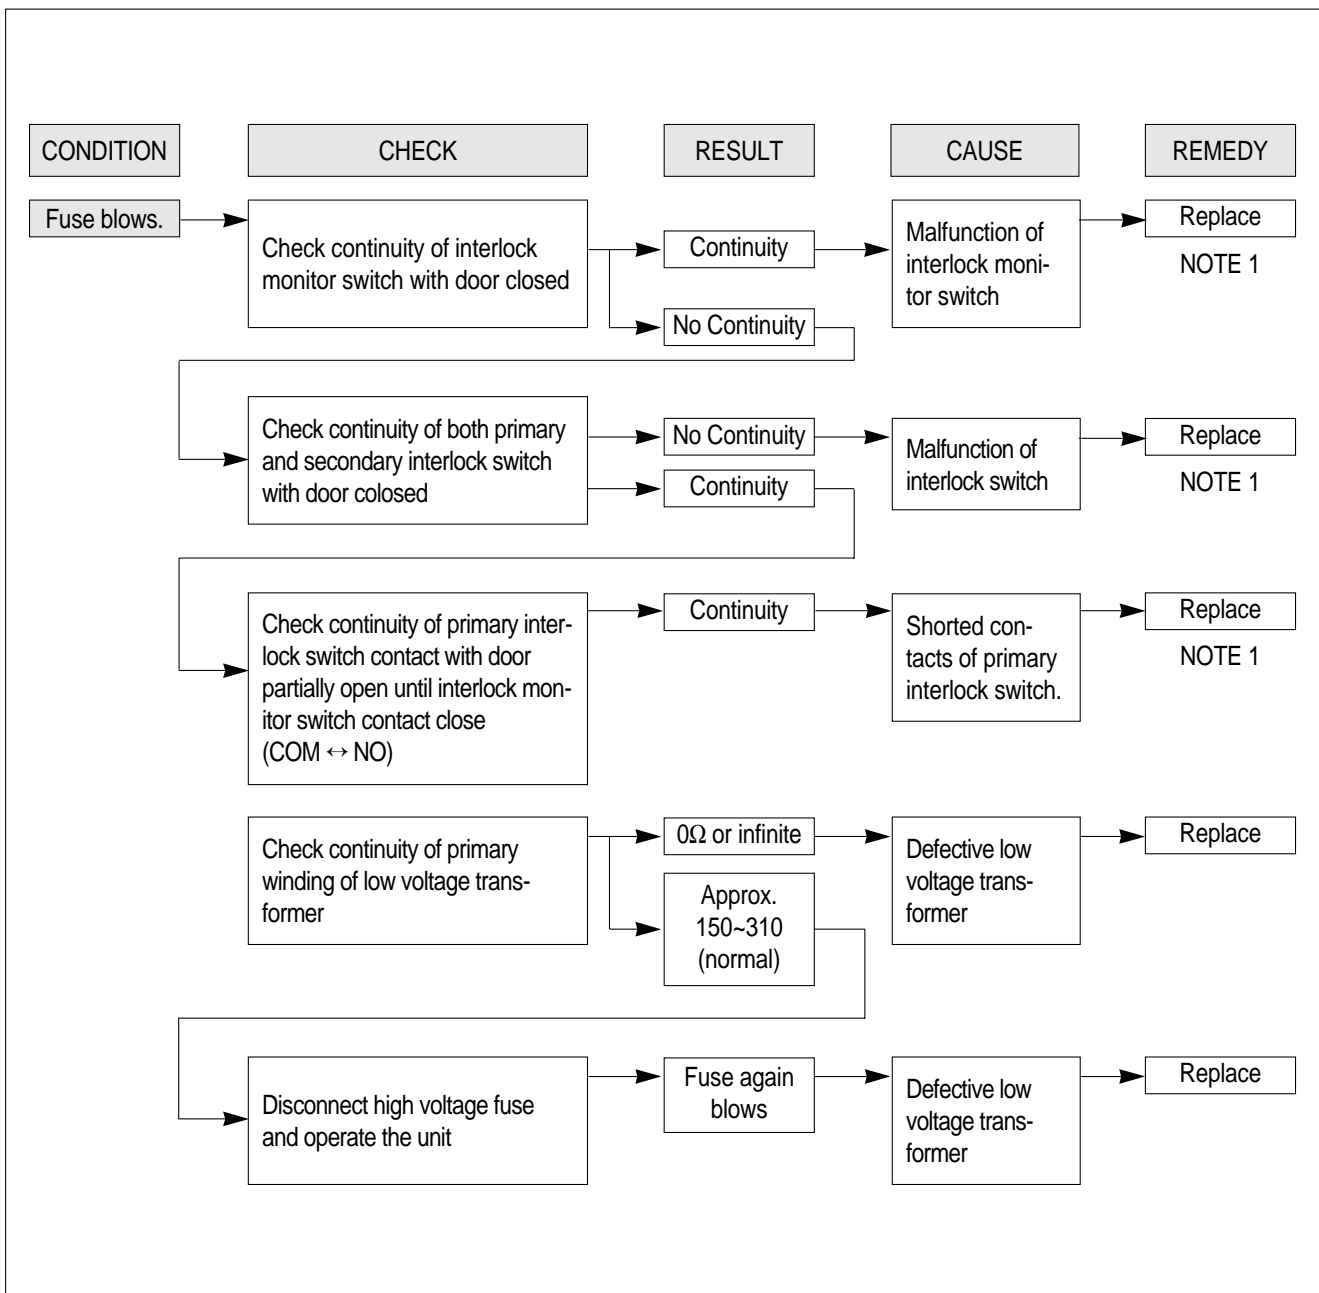 CONDITION
CHECK
RESULT
CAUSE
REMEDY
Fuse blows.
Check continuity of interlock
monitor switch with door closed
Continuity
No Continuity
Malfunction of
interlock moni-
tor switch
Replace
NOTE 1
Check continuity of both primary
and secondary interlock switch
with door colosed
No Continuity
Continuity
Malfunction of
interlock switch
Replace
NOTE 1
Check continuity of primary inter-
lock switch contact with door
partially open until interlock mon-
itor switch contact close
(COM ↔ NO)
Continuity
Shorted con-
tacts of primary
interlock switch.
Replace
NOTE 1
Check continuity of primary
winding of low voltage trans-
former
0Ω or infinite
Approx.
150~310
(normal)
Defective low
voltage trans-
former
Replace
Disconnect high voltage fuse
and operate the unit
Fuse again
blows
Defective low
voltage trans-
former
Replace